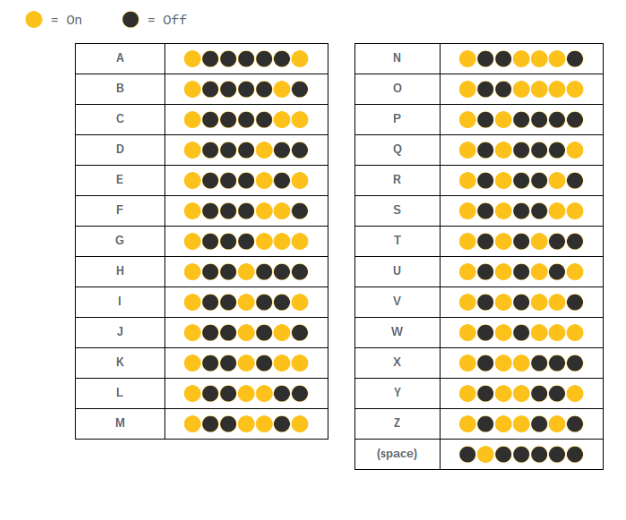 = On = Off
A N
B O
C P
D Q
E R
F S
G T
H U
I V
J W
K X
L Y
M Z
(space)